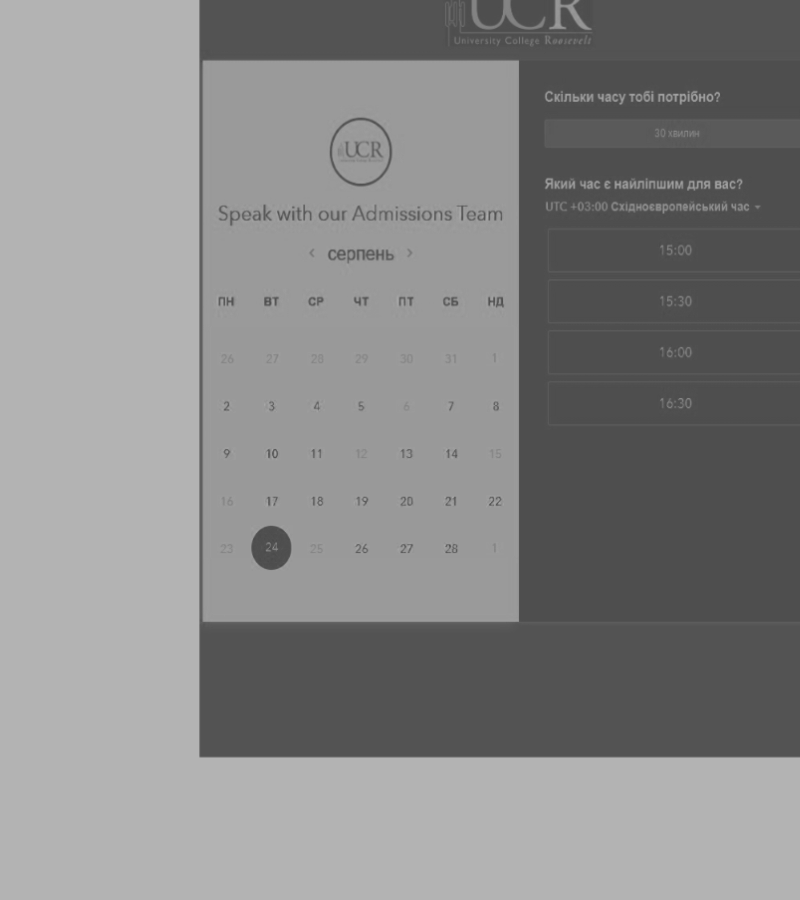 UCR
University College Roosevelt
UCR
Speak with our Admissions Team
‹ серпень ›
ПН ВТ СР ЧТ ПТ СБ НД
26 27 28 29 30 31 1
2 3 4 5 6 7 8
9 10 11 12 13 14 15
16 17 18 19 20 21 22
23 24 25 26 27 28 1
Скільки часу тобі потрібно?
30 хвилин
Який час є найліпшим для вас?
UTC +03:00 Східноєвропейський час
15:00
15:30
16:00
16:30